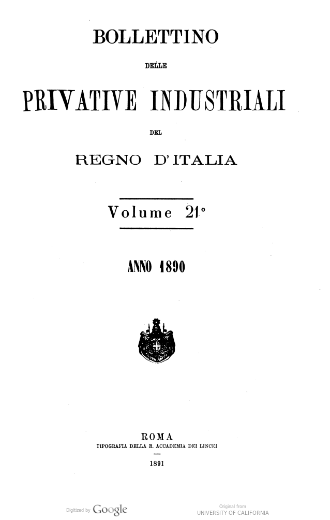 BOLLETTINO
DELLE
PRIVATIVE INDUSTRIALI
DEL
REGNO D'ITALIA
Volume 21°
ANNO 1890
ROMA
TIPOGRAFIA DELLA R. ACCADEMIA DEI LINCEI
1891
Digitized by Google
Original from
UNIVERSITY OF CALIFORNIA